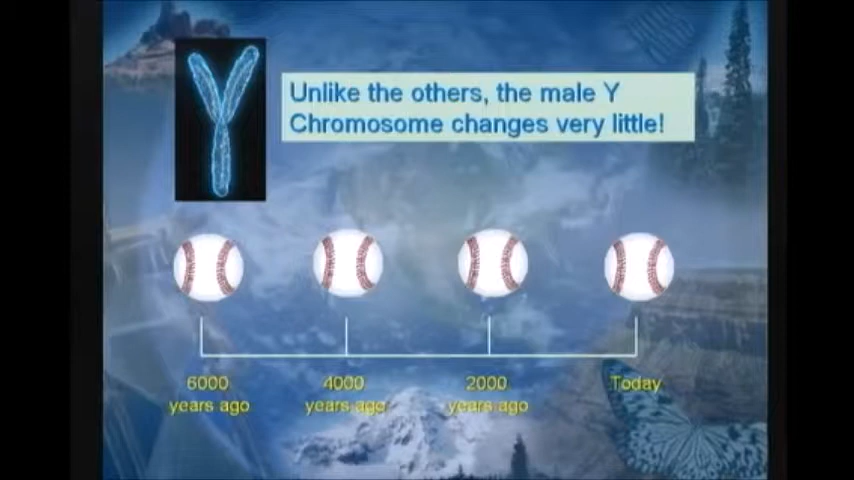 Unlike the others, the male Y
Chromosome changes very little!
6000
years ago
4000
years ago
2000
years ago
Today